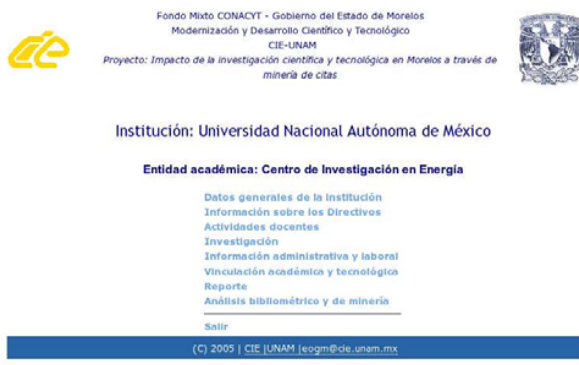 Fondo Mixto CONACYT - Gobierno del Estado de Morelos
Modernización y Desarrollo Científico y Tecnológico
CIE-UNAM
Proyecto: Impacto de la investigación científica y tecnológica en Morelos a través de
minería de citas
cie
Institución: Universidad Nacional Autónoma de México
Entidad académica: Centro de Investigación en Energía
Datos generales de la institución
Información sobre los Directivos
Actividades docentes
Investigación
Información administrativa y laboral
Vinculación académica y tecnológica
Reporte
Análisis bibliométrico y de minería
Salir
(C) 2005 | CIE |UNAM |eogm@cie.unam.mx